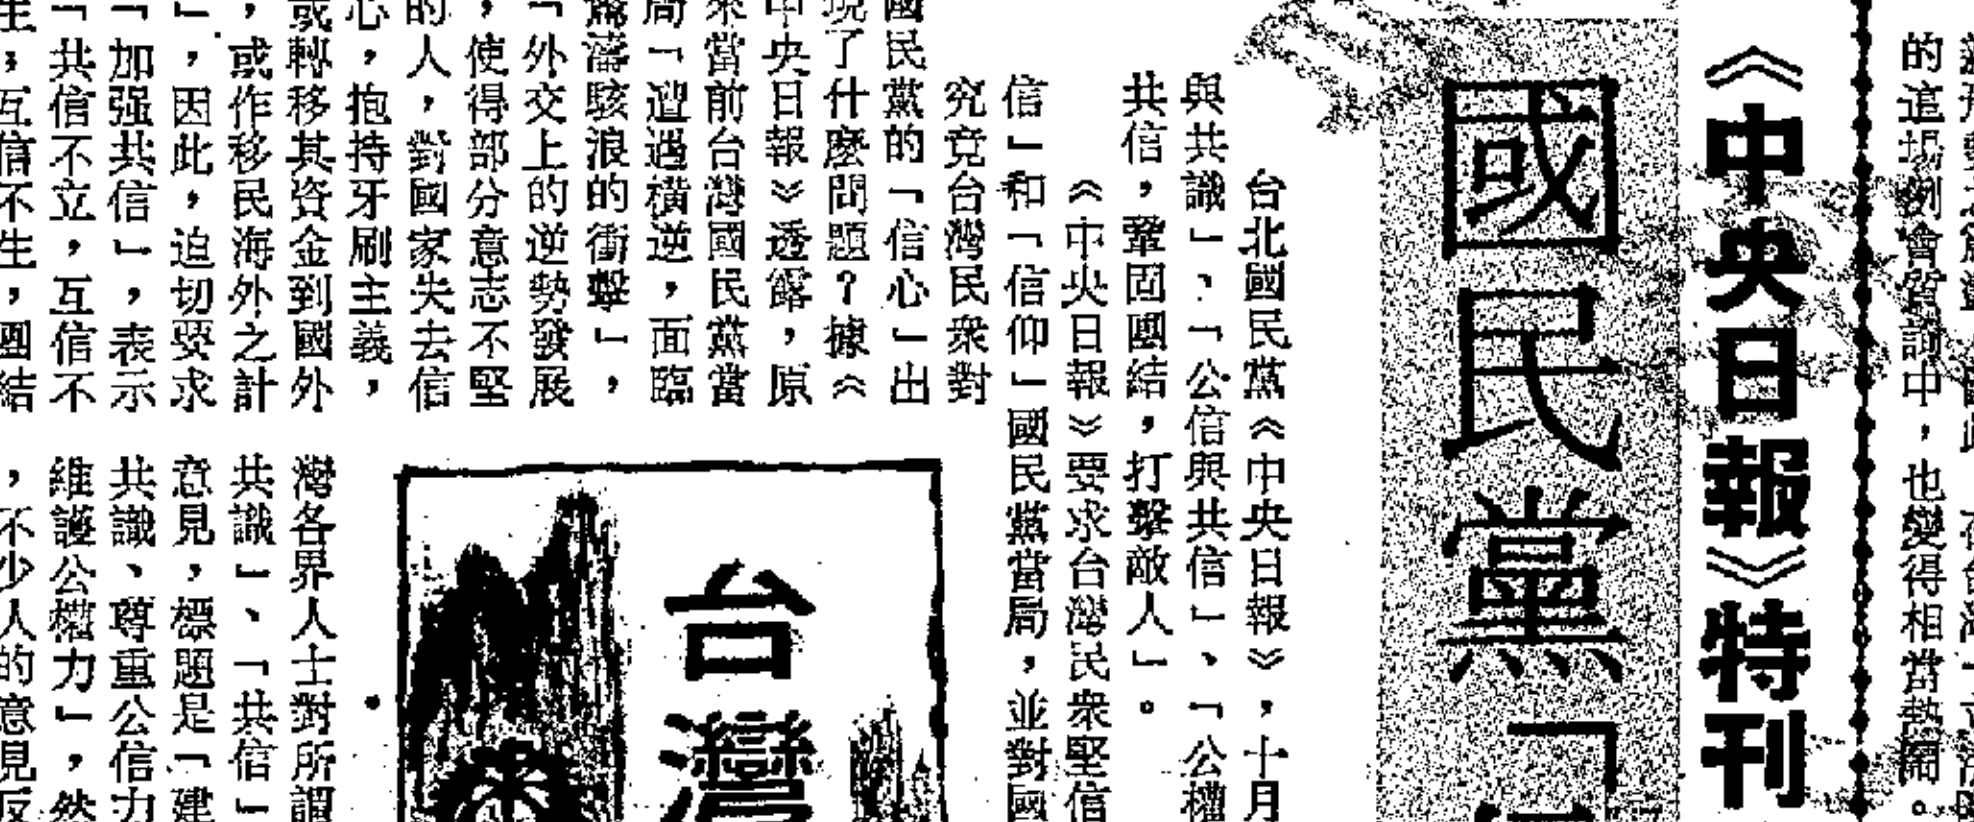 的這場例會質詢中，也變得相當熱鬧。
《中央日報》特刊
國民黨「
台北國民黨《中央日報》，十月
與共識」、「公信與共信」、「公權
共信，鞏固團結，打擊敵人」。
《中央日報》要求台灣民衆堅信
信」和「信仰」國民黨當局，並對國
究竟台灣民衆對
國民黨的「信心」出
現了什麼問題？據《
中央日報》透露，原
來當前台灣國民黨當
局「遭遇橫逆，面臨
驚濤駭浪的衝擊」，
「外交上的逆勢發展
，使得部分意志不堅
的人，對國家失去信
心，抱持牙刷主義，
或轉移其資金到國外
，或作移民海外之計
」，因此，迫切要求
「加强共信」，表示
「共信不立，互信不
生，互信不生，團結
台灣
灣各界人士對所謂
共識」、「共信」
意見，標題是「建
共識、尊重公信力
維護公權力」，然
，不少人的意見反